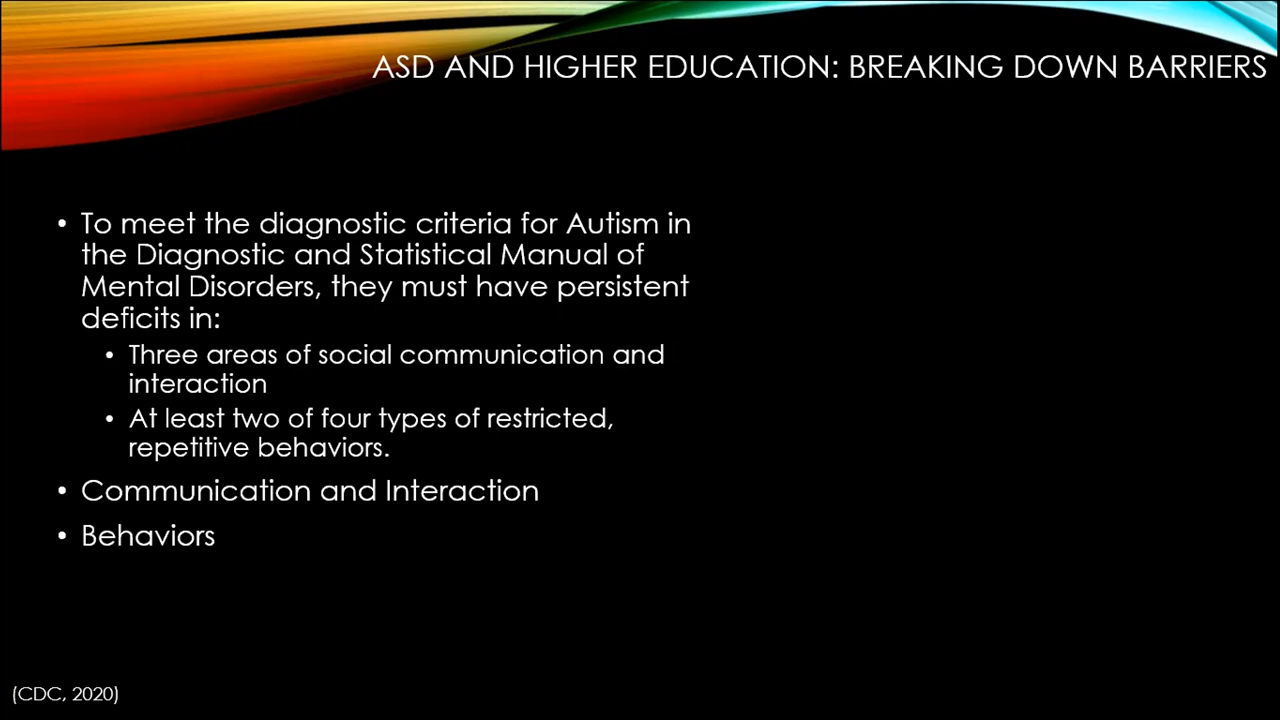 ASD AND HIGHER EDUCATION: BREAKING DOWN BARRIERS
• To meet the diagnostic criteria for Autism in
the Diagnostic and Statistical Manual of
Mental Disorders, they must have persistent
deficits in:
• Three areas of social communication and
interaction
• At least two of four types of restricted,
repetitive behaviors.
• Communication and Interaction
• Behaviors
(CDC, 2020)